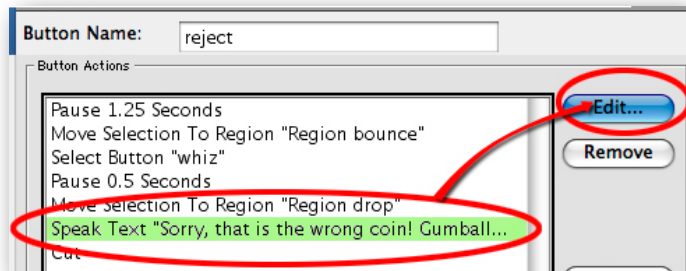 Button Name: reject
Button Actions
Pause 1.25 Seconds
Edit...
Move Selection To Region "Region bounce"
Select Button "whiz"
Remove
Pause 0.5 Seconds
Move Selection To Region "Region drop"
Speak Text "Sorry, that is the wrong coin! Gumball...
Cut